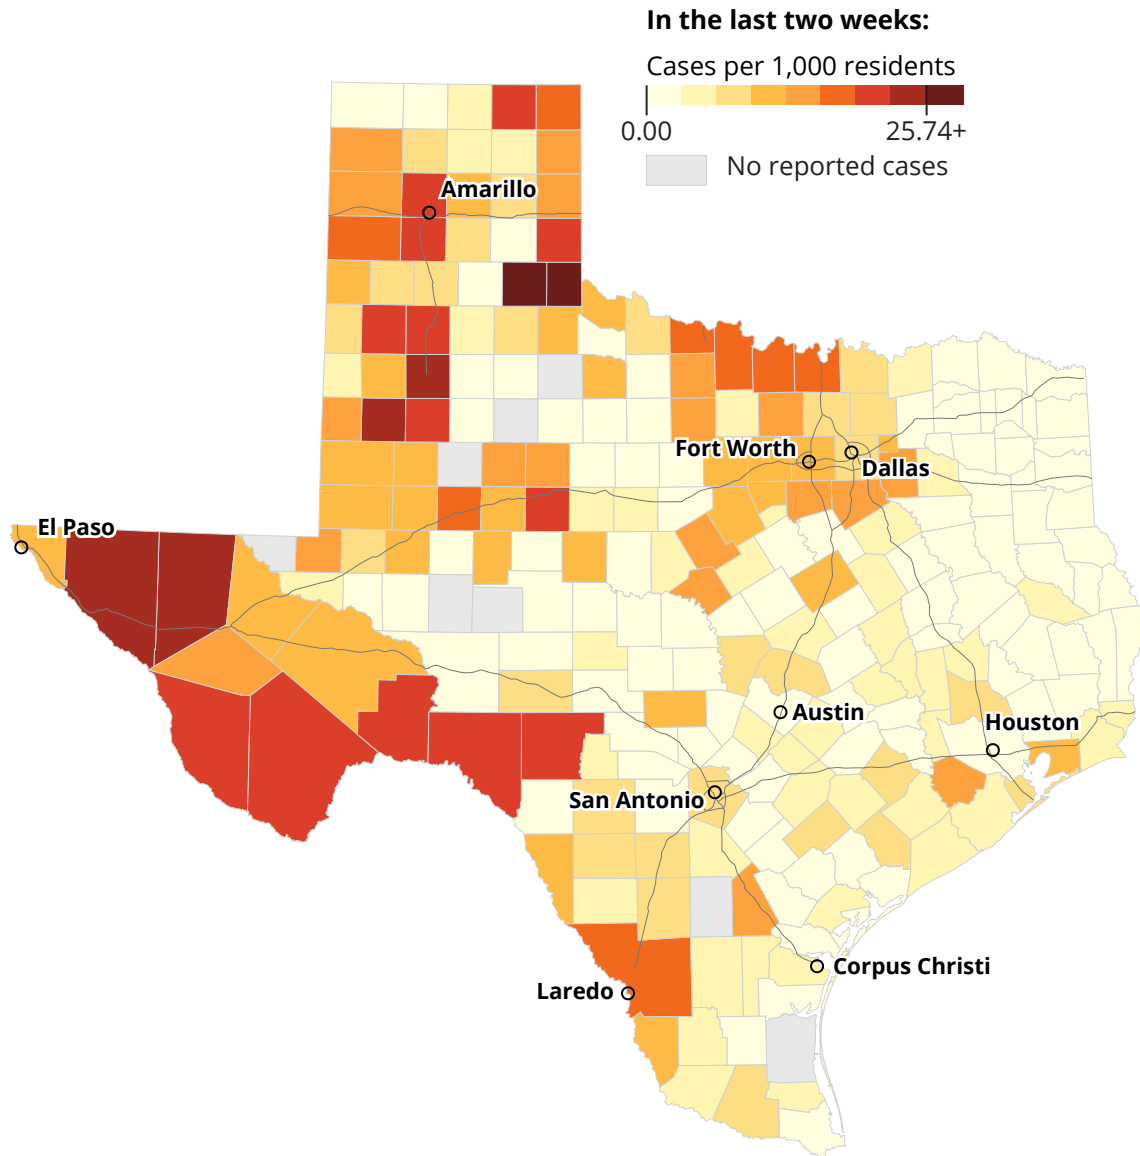 In the last two weeks:
Cases per 1,000 residents
0.00 25.74+
No reported cases
Amarillo
Fort Worth
Dallas
El Paso
Austin
Houston
San Antonio
Corpus Christi
Laredo